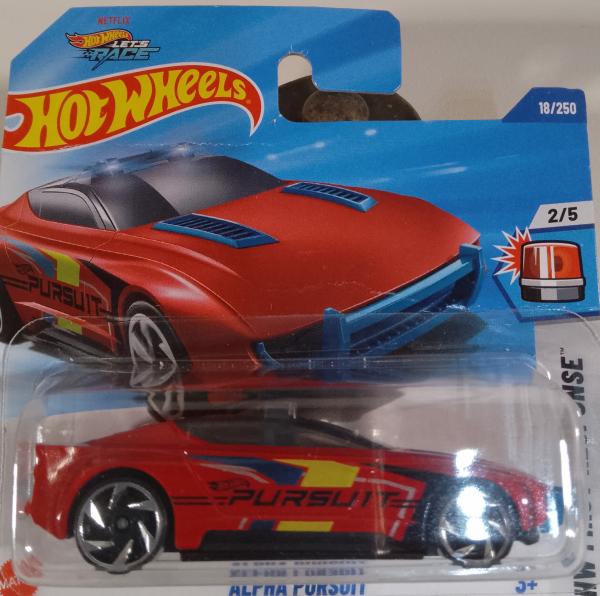 NETFLIX
HOT WHEELS
LET'S
RACE
HOT WHEELS
18/250
2/5
PURSUIT
PURSUIT
ALPHA PURSUIT
3+